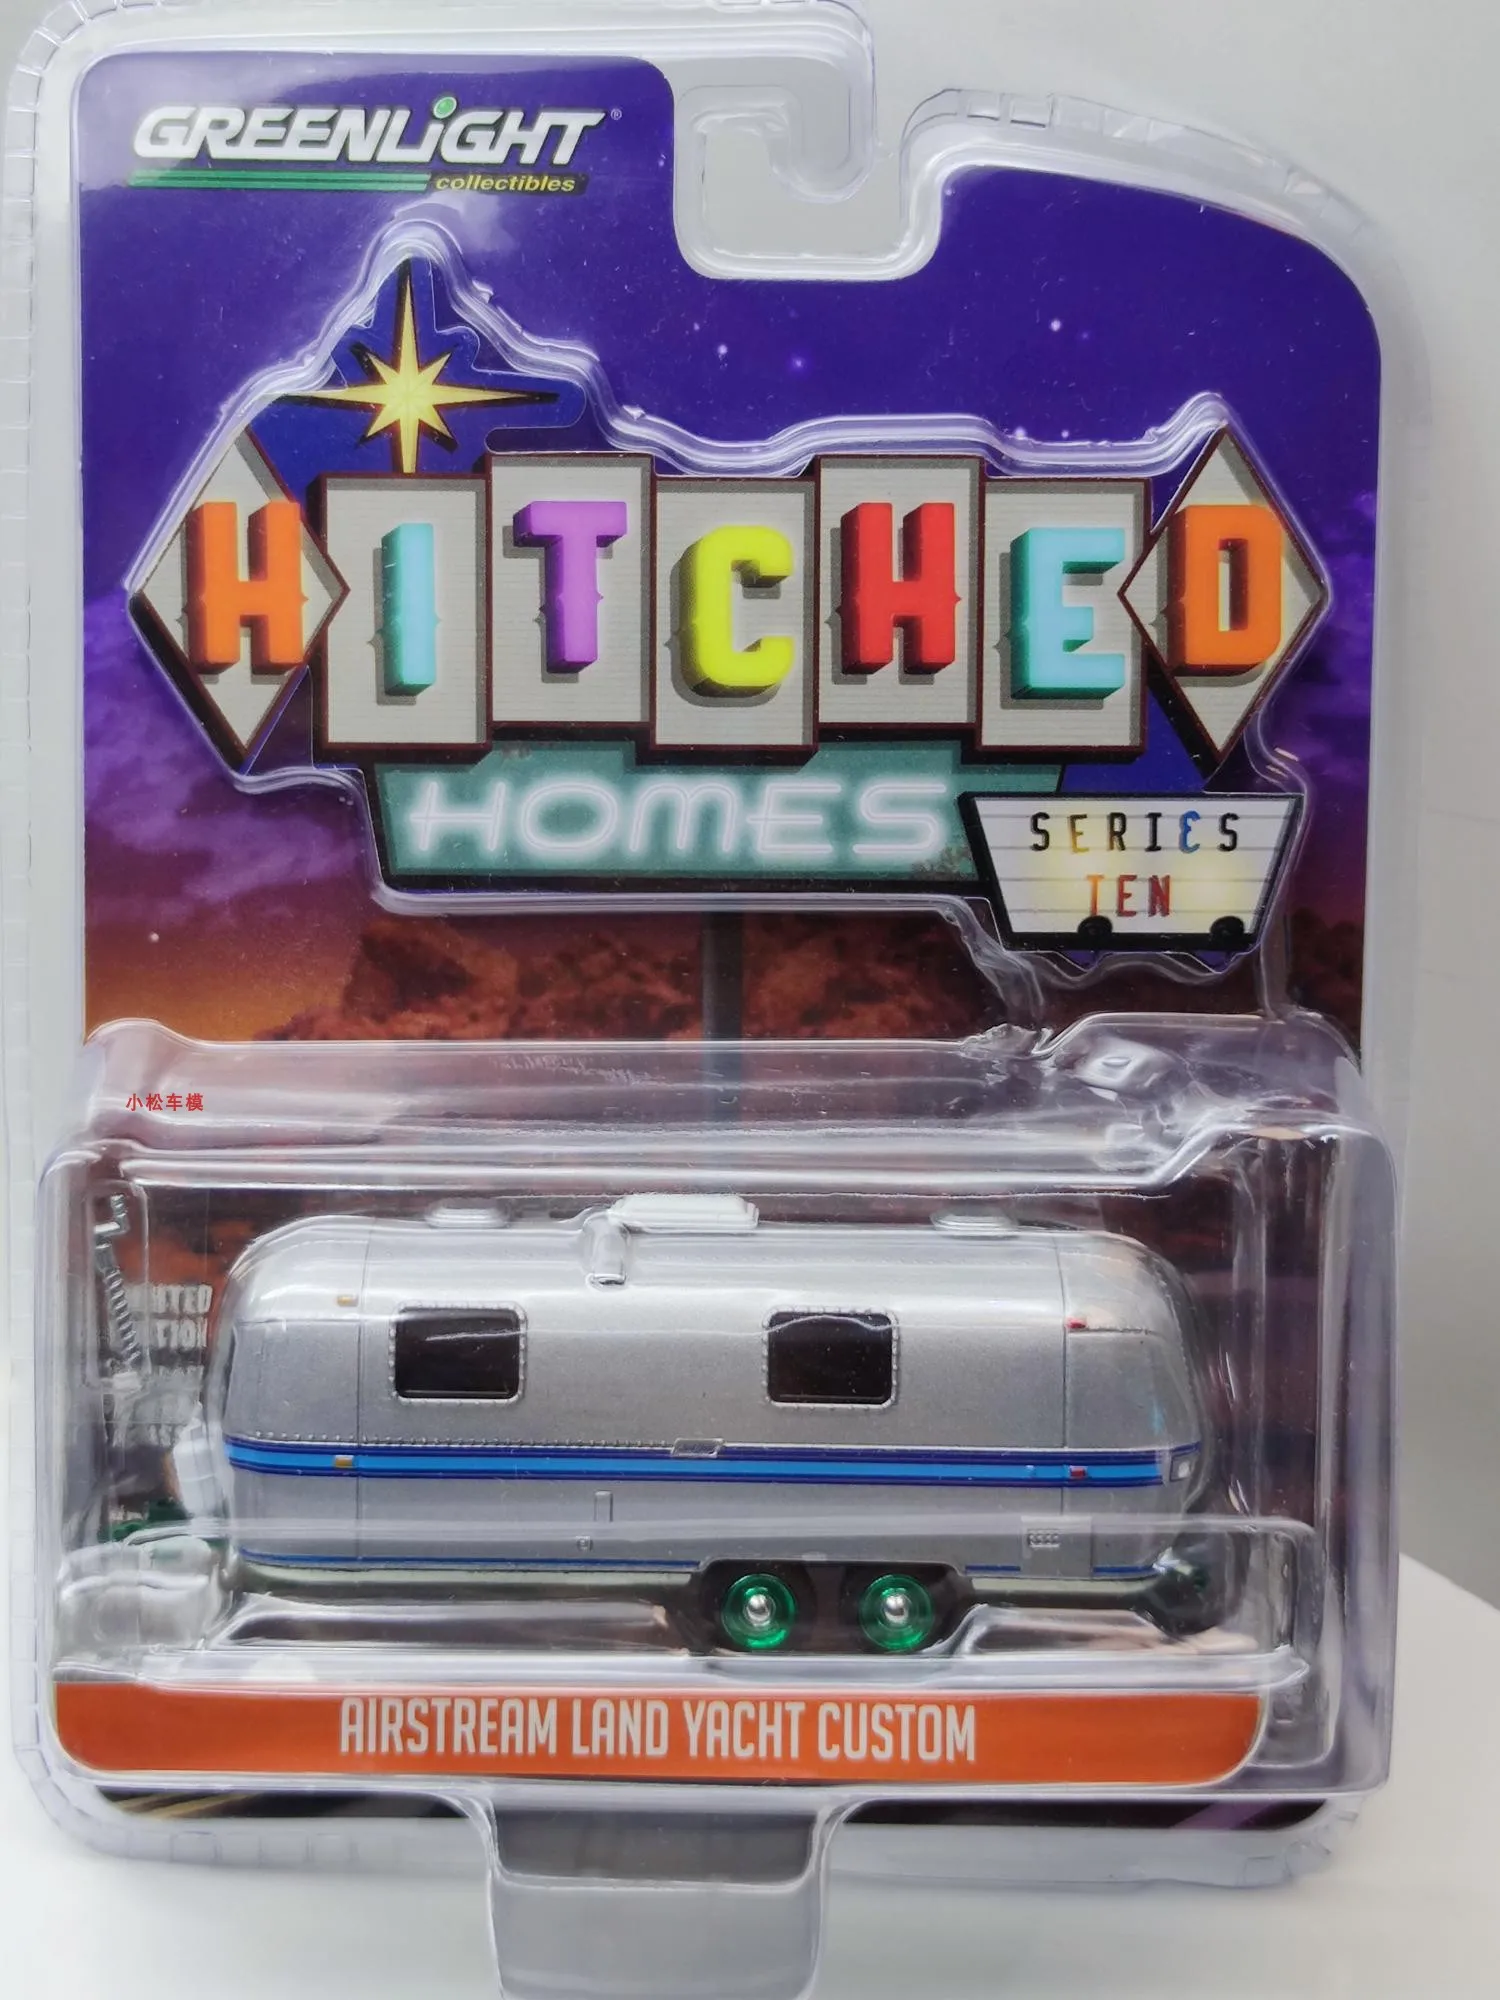 GREENLiGHT®
collectibles
HITCHED
HOMES
SERIES
TEN
小松车模
AIRSTREAM LAND YACHT CUSTOM